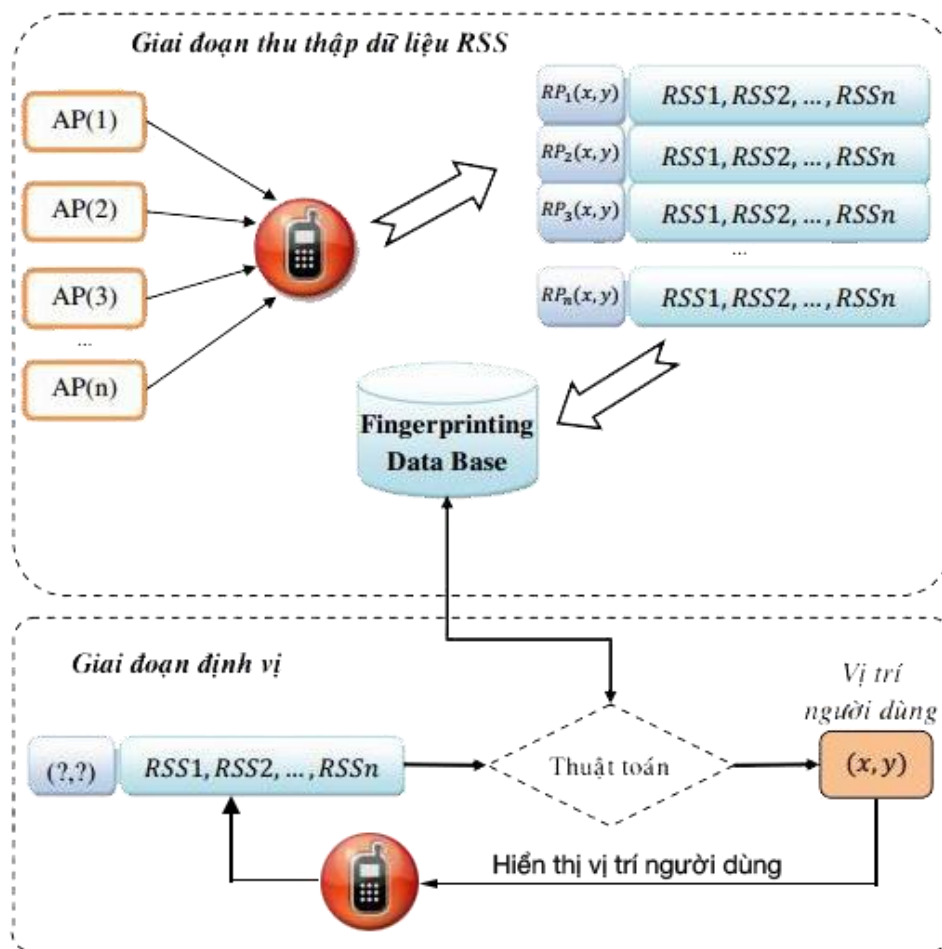 Giai đoạn thu thập dữ liệu RSS
AP(1)
AP(2)
AP(3)
...
AP(n)
RP₁(x, y) RSS1, RSS2, ..., RSSn
RP₂(x, y) RSS1, RSS2, ..., RSSn
RP₃(x, y) RSS1, RSS2, ..., RSSn
...
RPₙ(x, y) RSS1, RSS2, ..., RSSn
Fingerprinting
Data Base
Giai đoạn định vị
(?,?) RSS1, RSS2, ..., RSSn
Thuật toán
Vị trí
người dùng
(x, y)
Hiển thị vị trí người dùng